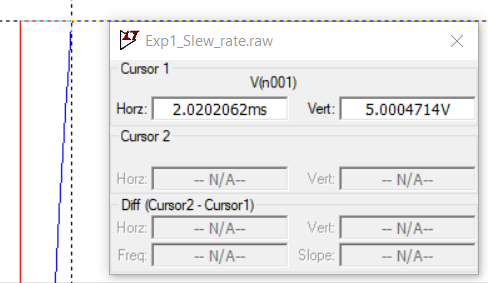 Exp1_Slew_rate.raw
Cursor 1
V(n001)
Horz: 2.0202062ms Vert: 5.0004714V
Cursor 2
Horz: -- N/A-- Vert: -- N/A--
Diff (Cursor2 - Cursor1)
Horz: -- N/A-- Vert: -- N/A--
Freq: -- N/A-- Slope: -- N/A--